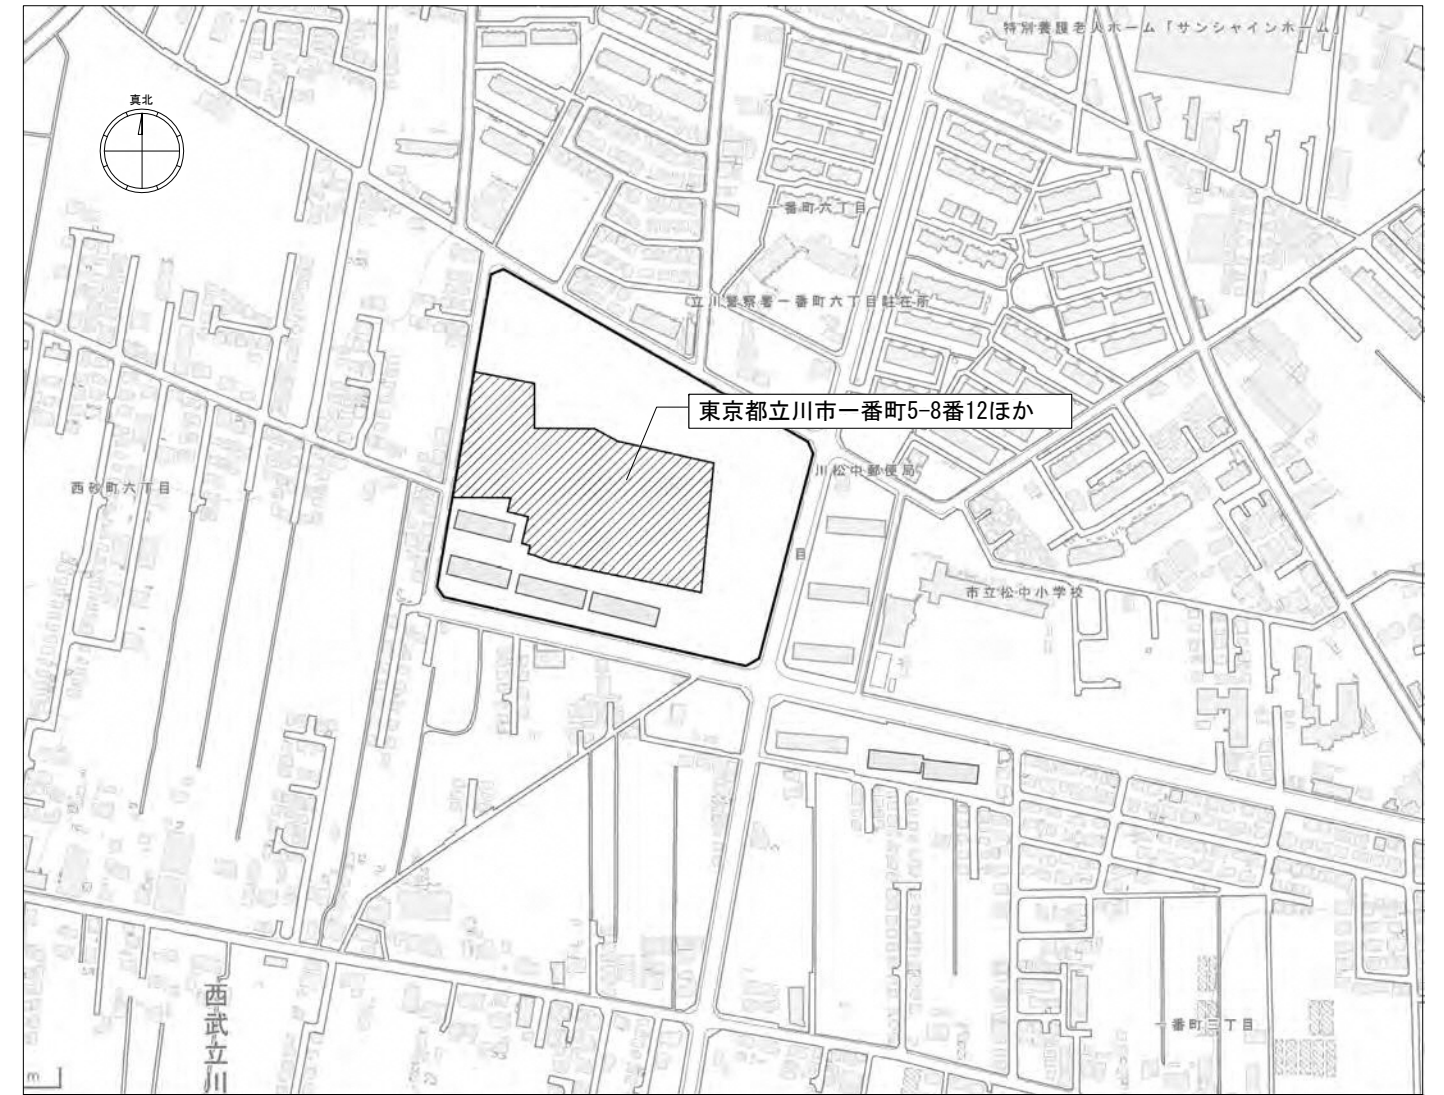 特別養護老人ホーム「サンシャインホーム」
真北
一番町六丁目
立川警察署一番町六丁目駐在所
東京都立川市一番町5-8番12ほか
川松中郵便局
西砂町六丁目
目
市立松中小学校
西武立川
一番町三丁目
m